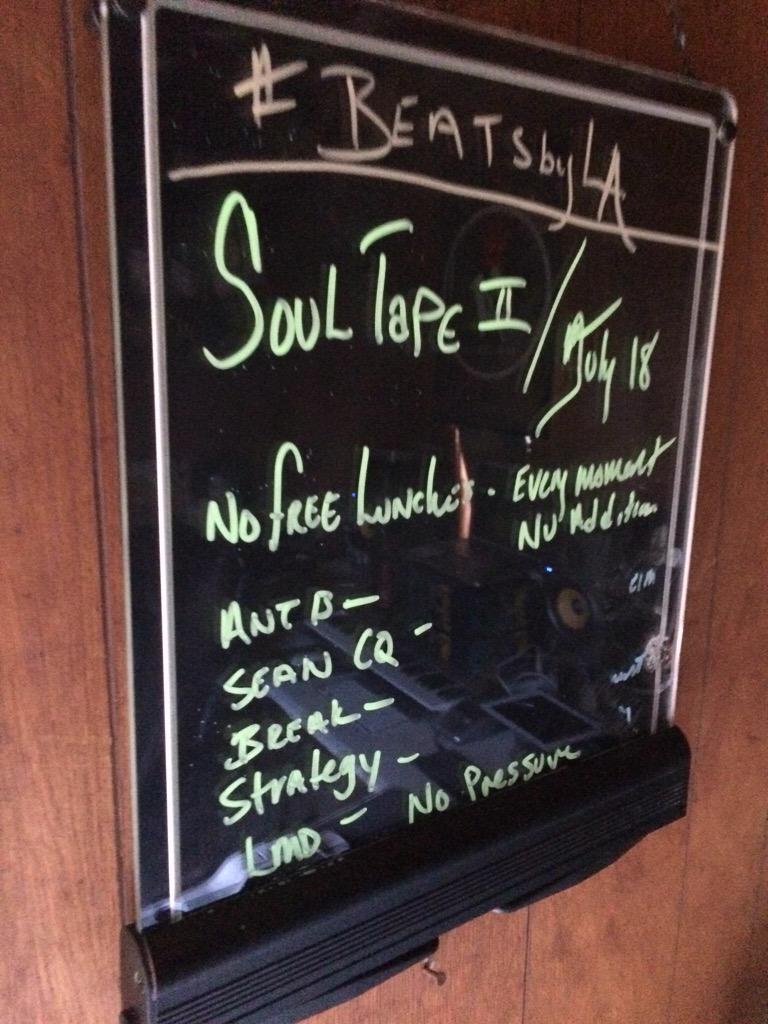 #BEATSbyLA
SOUL TAPE II / July 18
No FREE Lunches - Every moment
Nu Addition
ANT B -
SEAN CQ -
BREAK -
Strategy -
LMD - No Pressure